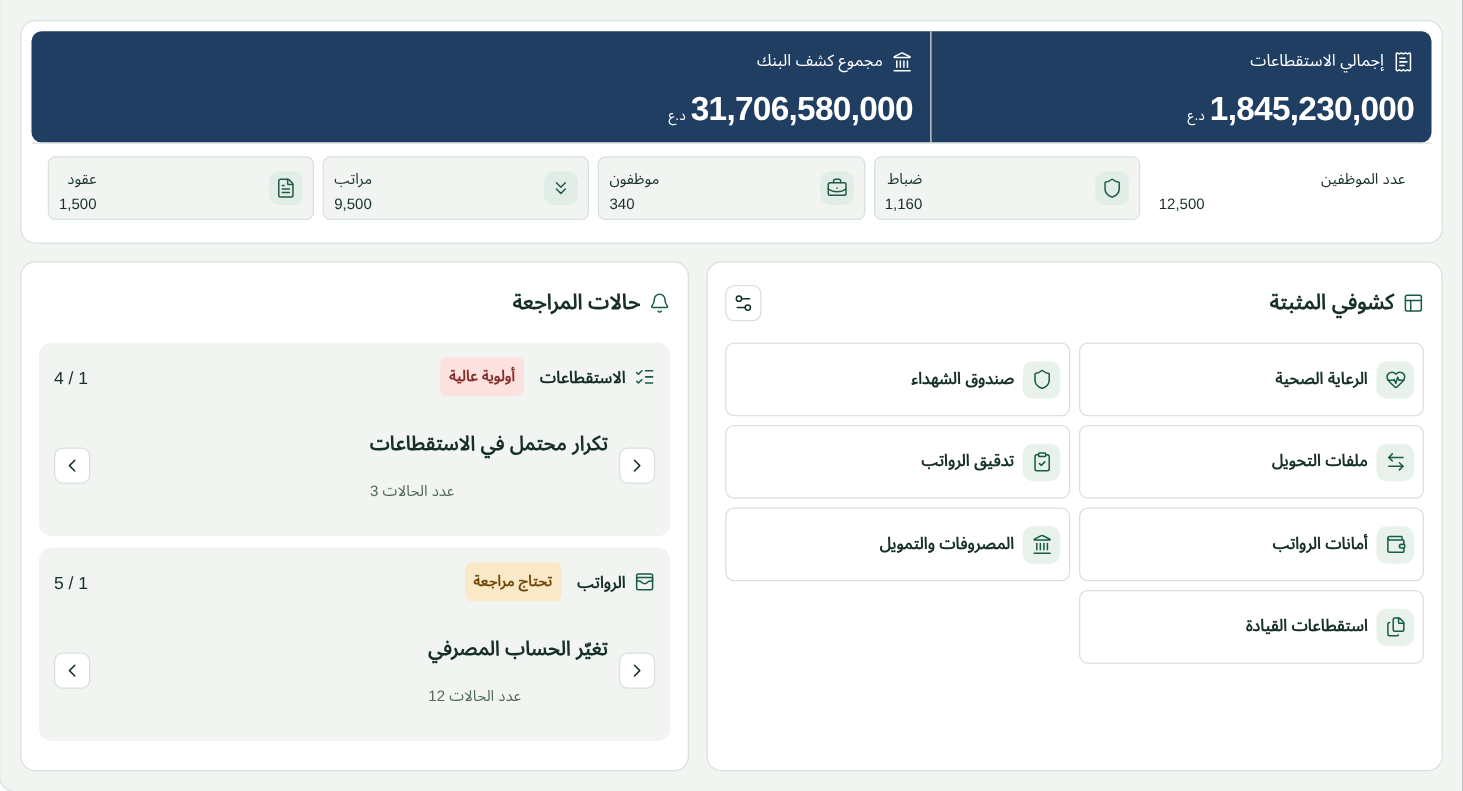 إجمالي الاستقطاعات
1,845,230,000 د.ع
مجموع كشف البنك
31,706,580,000 د.ع
عدد الموظفين
12,500
ضباط
1,160
موظفون
340
مراتب
9,500
عقود
1,500
كشوفي المثبتة
الرعاية الصحية
صندوق الشهداء
ملفات التحويل
تدقيق الرواتب
أمانات الرواتب
المصروفات والتمويل
استقطاعات القيادة
حالات المراجعة
الاستقطاعات
أولوية عالية
4 / 1
تكرار محتمل في الاستقطاعات
عدد الحالات 3
الرواتب
تحتاج مراجعة
5 / 1
تغيّر الحساب المصرفي
عدد الحالات 12